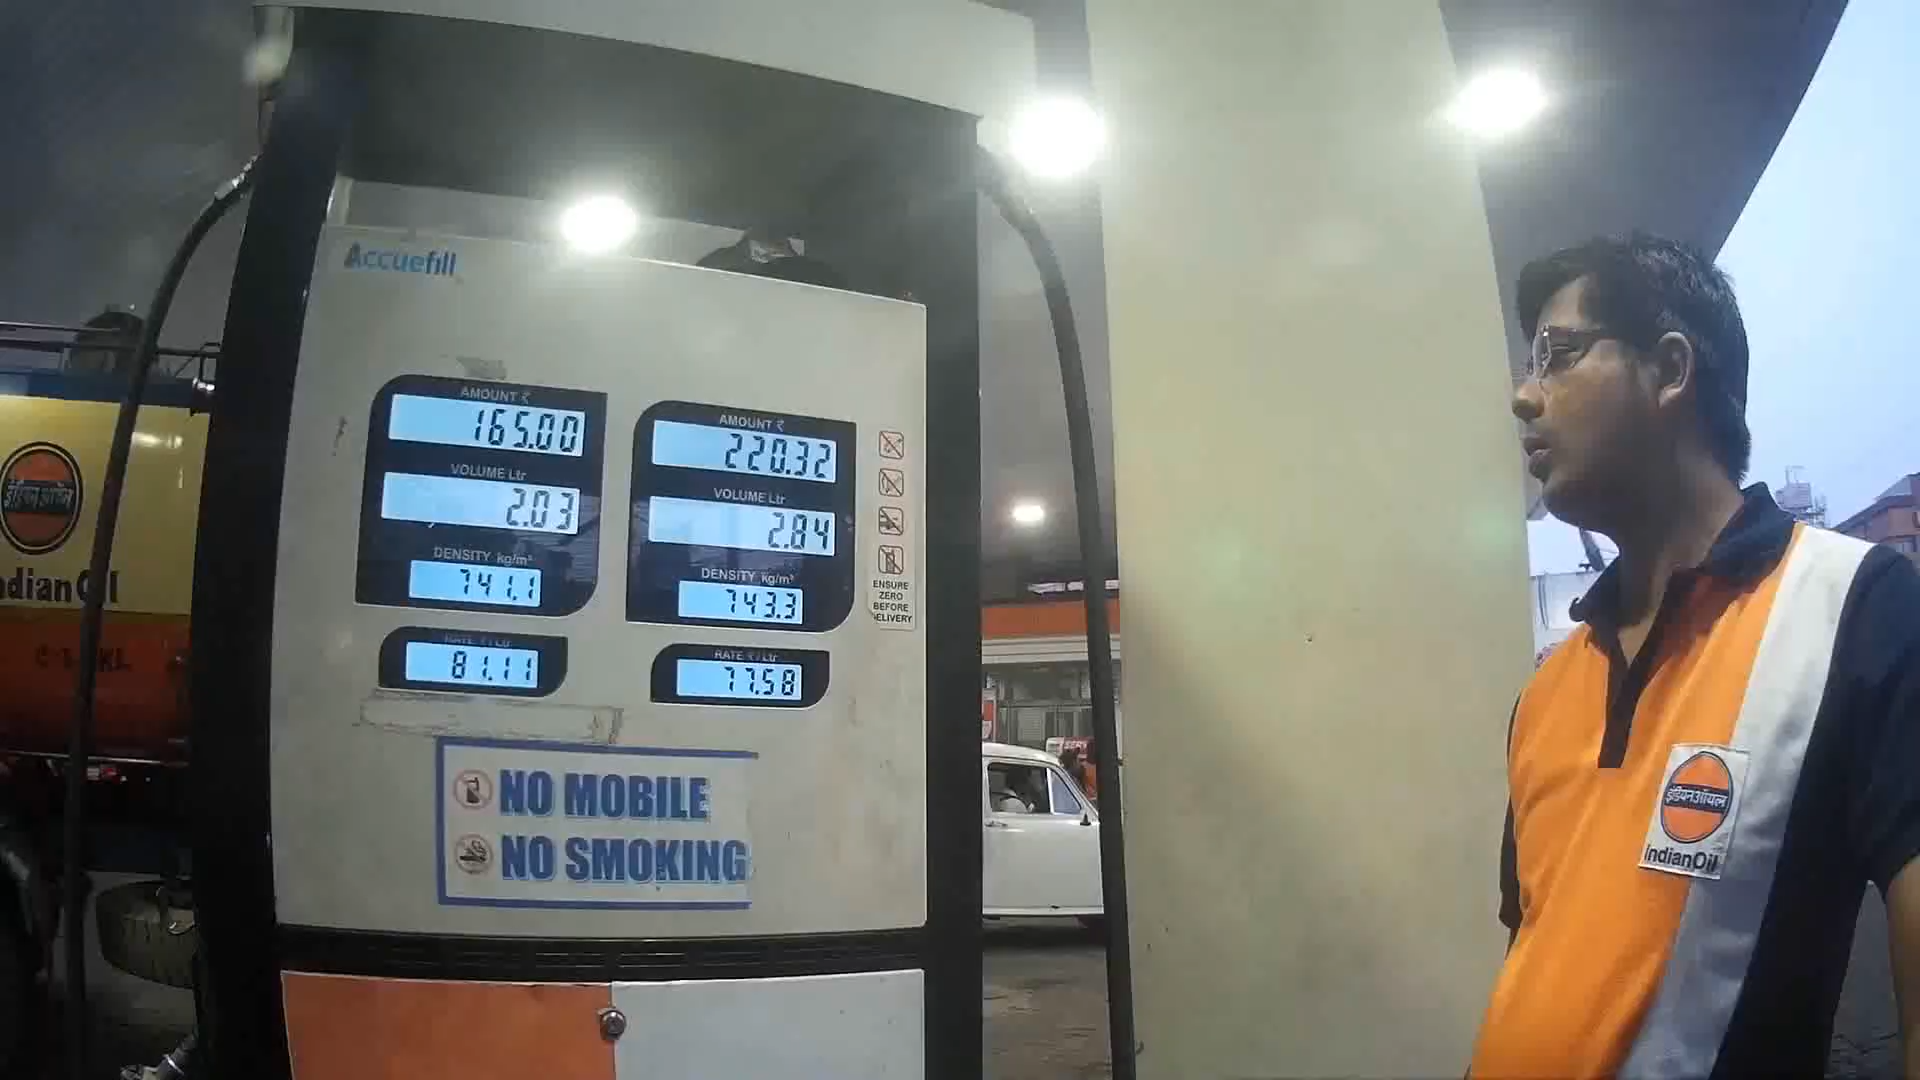 Accuefill
AMOUNT ₹
165.00
VOLUME Ltr
2.03
DENSITY kg/m³
741.1
RATE ₹/Ltr
81.11
AMOUNT ₹
220.32
VOLUME Ltr
2.84
DENSITY kg/m³
743.3
RATE ₹/Ltr
77.58
ENSURE
ZERO
BEFORE
DELIVERY
NO MOBILE
NO SMOKING
इंडियनऑयल
ndianOil
इंडियनऑयल
IndianOil
SERV